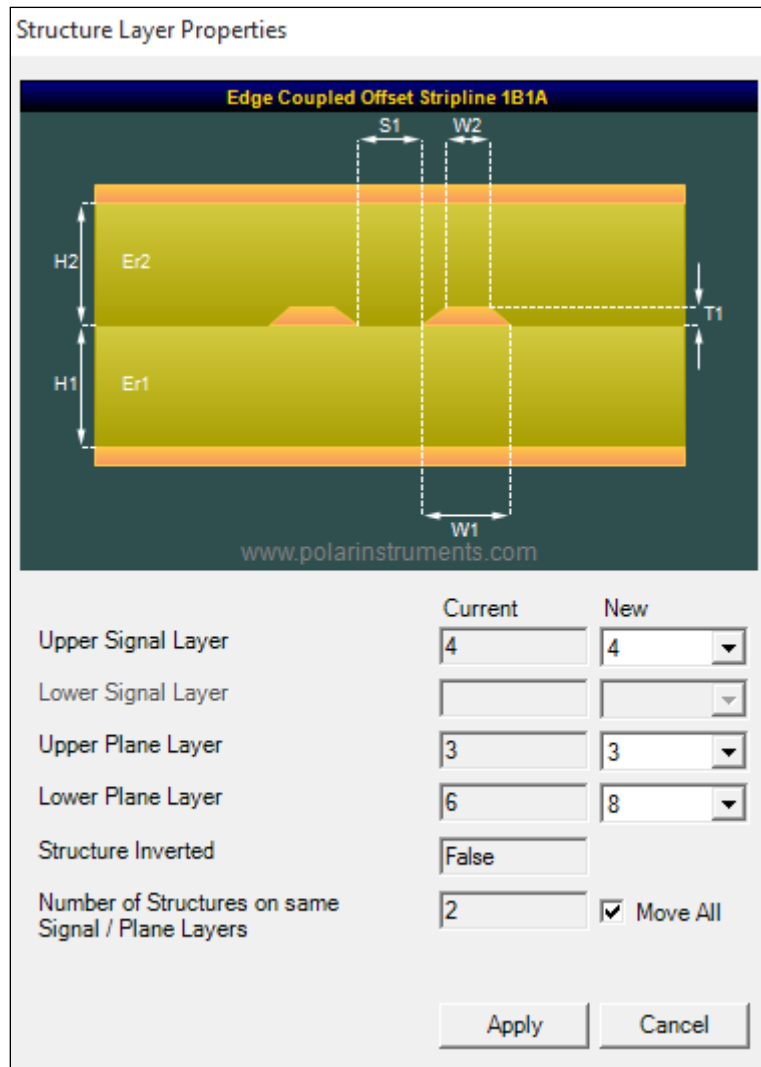 Structure Layer Properties
Edge Coupled Offset Stripline 1B1A
S1 W2
H2 Er2
T1
H1 Er1
W1
www.polarinstruments.com
Current New
Upper Signal Layer 4 4
Lower Signal Layer
Upper Plane Layer 3 3
Lower Plane Layer 6 8
Structure Inverted False
Number of Structures on same 2 Move All
Signal / Plane Layers
Apply Cancel